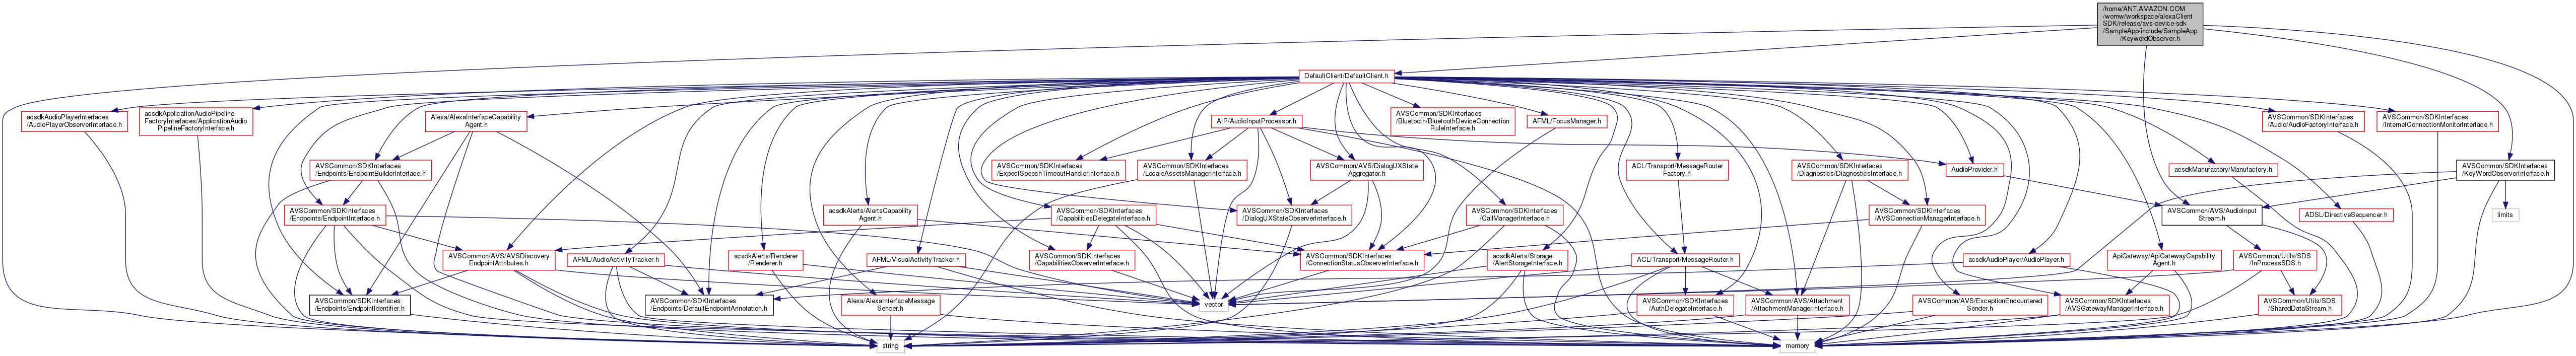 /home/ANT.AMAZON.COM
/womw/workspace/alexaClient
SDK/release/avs-device-sdk
/SampleApp/include/SampleApp
/KeywordObserver.h
DefaultClient/DefaultClient.h
acsdkAudioPlayerInterfaces
/AudioPlayerObserverInterface.h
acsdkApplicationAudioPipeline
FactoryInterfaces/ApplicationAudio
PipelineFactoryInterface.h
Alexa/AlexaInterfaceCapability
Agent.h
AIP/AudioInputProcessor.h
AVSCommon/SDKInterfaces
/Bluetooth/BluetoothDeviceConnection
RuleInterface.h
AFML/FocusManager.h
AVSCommon/SDKInterfaces
/Audio/AudioFactoryInterface.h
AVSCommon/SDKInterfaces
/InternetConnectionMonitorInterface.h
AVSCommon/SDKInterfaces
/Endpoints/EndpointBuilderInterface.h
AVSCommon/SDKInterfaces
/ExpectSpeechTimeoutHandlerInterface.h
AVSCommon/SDKInterfaces
/LocaleAssetsManagerInterface.h
AVSCommon/AVS/DialogUXState
Aggregator.h
ACL/Transport/MessageRouter
Factory.h
AVSCommon/SDKInterfaces
/Diagnostics/DiagnosticsInterface.h
AudioProvider.h
acsdkManufactory/Manufactory.h
AVSCommon/SDKInterfaces
/KeyWordObserverInterface.h
AVSCommon/SDKInterfaces
/Endpoints/EndpointInterface.h
acsdkAlerts/AlertsCapability
Agent.h
AVSCommon/SDKInterfaces
/CapabilitiesDelegateInterface.h
AVSCommon/SDKInterfaces
/DialogUXStateObserverInterface.h
AVSCommon/SDKInterfaces
/CallManagerInterface.h
AVSCommon/SDKInterfaces
/AVSConnectionManagerInterface.h
AVSCommon/AVS/AudioInput
Stream.h
ADSL/DirectiveSequencer.h
limits
AVSCommon/AVS/AVSDiscovery
EndpointAttributes.h
AFML/AudioActivityTracker.h
acsdkAlerts/Renderer
/Renderer.h
AFML/VisualActivityTracker.h
AVSCommon/SDKInterfaces
/CapabilitiesObserverInterface.h
AVSCommon/SDKInterfaces
/ConnectionStatusObserverInterface.h
acsdkAlerts/Storage
/AlertStorageInterface.h
ACL/Transport/MessageRouter.h
acsdkAudioPlayer/AudioPlayer.h
ApiGateway/ApiGatewayCapability
Agent.h
AVSCommon/Utils/SDS
/InProcessSDS.h
AVSCommon/SDKInterfaces
/Endpoints/EndpointIdentifier.h
AVSCommon/SDKInterfaces
/Endpoints/DefaultEndpointAnnotation.h
Alexa/AlexaInterfaceMessage
Sender.h
vector
AVSCommon/SDKInterfaces
/AuthDelegateInterface.h
AVSCommon/AVS/Attachment
/AttachmentManagerInterface.h
AVSCommon/AVS/ExceptionEncountered
Sender.h
AVSCommon/SDKInterfaces
/AVSGatewayManagerInterface.h
AVSCommon/Utils/SDS
/SharedDataStream.h
string
memory